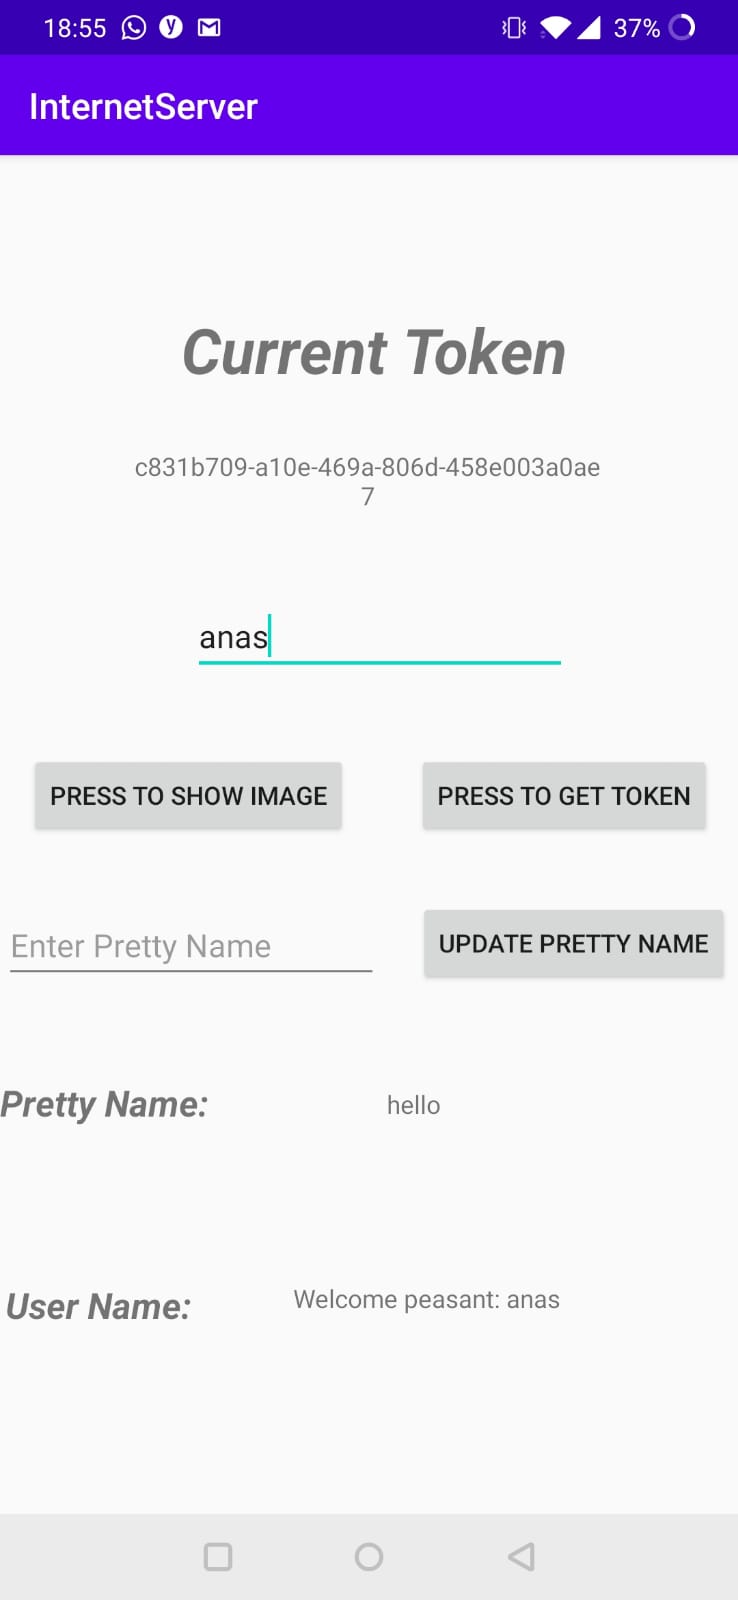 18:55 37%
InternetServer
Current Token
c831b709-a10e-469a-806d-458e003a0ae
7
anas
PRESS TO SHOW IMAGE PRESS TO GET TOKEN
Enter Pretty Name UPDATE PRETTY NAME
Pretty Name: hello
User Name: Welcome peasant: anas